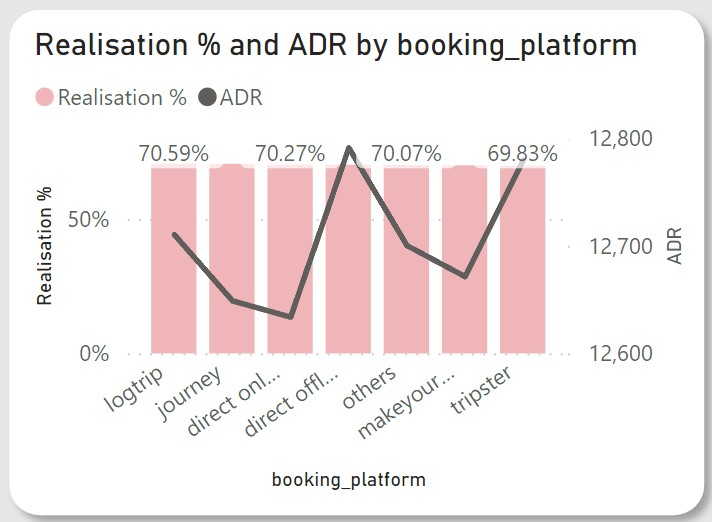 Realisation % and ADR by booking_platform
Realisation % ADR
70.59% 70.27% 70.07% 69.83%
12,800
12,700
12,600
50%
0%
Realisation %
ADR
logtrip
journey
direct onl...
direct offl...
others
makeyour...
tripster
booking_platform